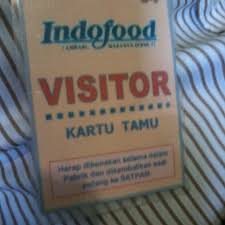 Indofood
VISITOR
KARTU TAMU
Harap dikenakan selama dalam
Pabrik dan dikembalikan saat
pulang ke SATPAM